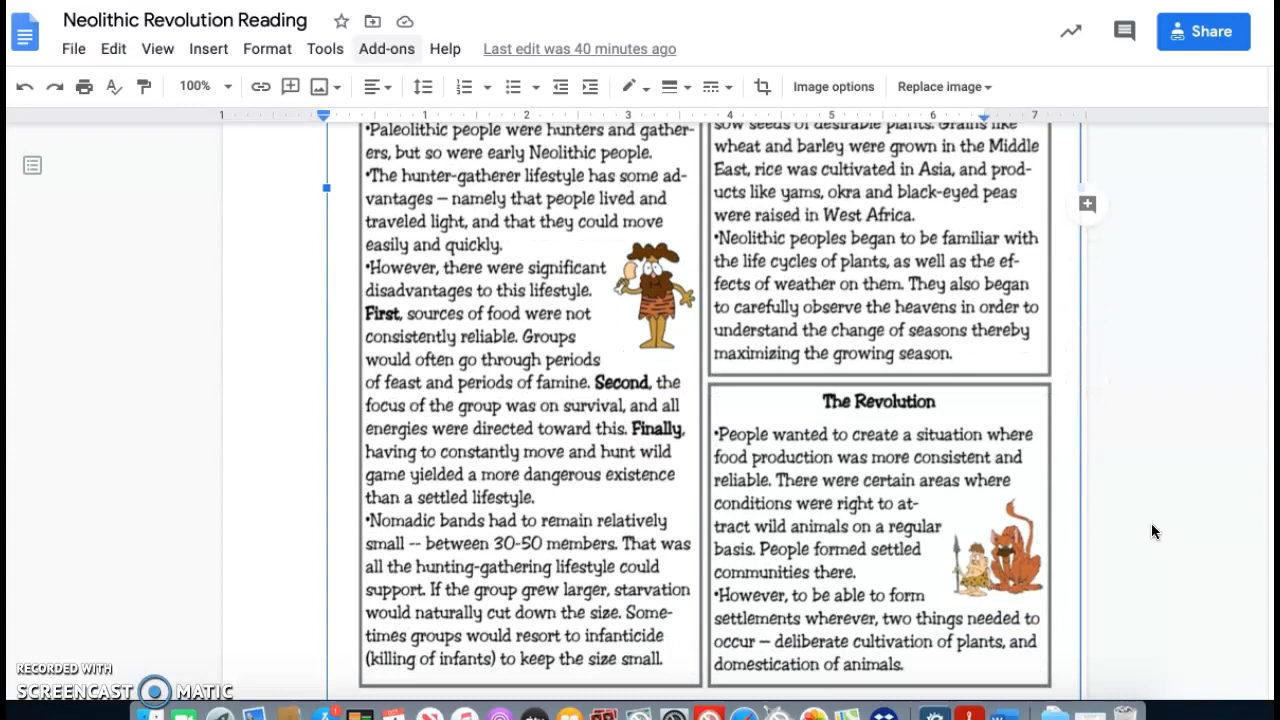 Neolithic Revolution Reading
File Edit View Insert Format Tools Add-ons Help Last edit was 40 minutes ago
Share
100%
Image options
Replace image
1 1 2 3 4 5 6 7
•Paleolithic people were hunters and gather-
ers, but so were early Neolithic people.
•The hunter-gatherer lifestyle has some ad-
vantages – namely that people lived and
traveled light, and that they could move
easily and quickly.
•However, there were significant
disadvantages to this lifestyle.
First, sources of food were not
consistently reliable. Groups
would often go through periods
of feast and periods of famine. Second, the
focus of the group was on survival, and all
energies were directed toward this. Finally,
having to constantly move and hunt wild
game yielded a more dangerous existence
than a settled lifestyle.
•Nomadic bands had to remain relatively
small -- between 30-50 members. That was
all the hunting-gathering lifestyle could
support. If the group grew larger, starvation
would naturally cut down the size. Some-
times groups would resort to infanticide
(killing of infants) to keep the size small.
sow seeds of desirable plants. Grains like
wheat and barley were grown in the Middle
East, rice was cultivated in Asia, and prod-
ucts like yams, okra and black-eyed peas
were raised in West Africa.
•Neolithic peoples began to be familiar with
the life cycles of plants, as well as the ef-
fects of weather on them. They also began
to carefully observe the heavens in order to
understand the change of seasons thereby
maximizing the growing season.
The Revolution
•People wanted to create a situation where
food production was more consistent and
reliable. There were certain areas where
conditions were right to at-
tract wild animals on a regular
basis. People formed settled
communities there.
•However, to be able to form
settlements wherever, two things needed to
occur – deliberate cultivation of plants, and
domestication of animals.
RECORDED WITH
SCREENCAST MATIC